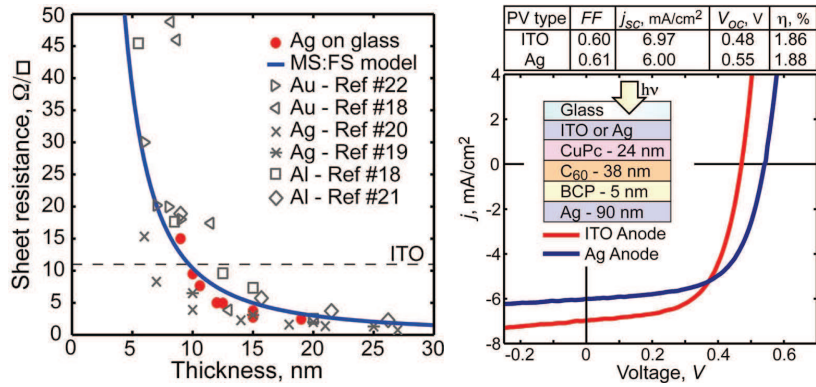 50
45
40
35
30
25
20
15
10
5
0
0 5 10 15 20 25 30
Sheet resistance, Ω/□
Thickness, nm
Ag on glass
MS:FS model
Au - Ref #22
Au - Ref #18
Ag - Ref #20
Ag - Ref #19
Al - Ref #18
Al - Ref #21
ITO
PV type FF jSC, mA/cm² VOC, V η, %
ITO 0.60 6.97 0.48 1.86
Ag 0.61 6.00 0.55 1.88
4
2
0
-2
-4
-6
-8
j, mA/cm²
hν
Glass
ITO or Ag
CuPc - 24 nm
C60 - 38 nm
BCP - 5 nm
Ag - 90 nm
ITO Anode
Ag Anode
-0.2 0 0.2 0.4 0.6
Voltage, V